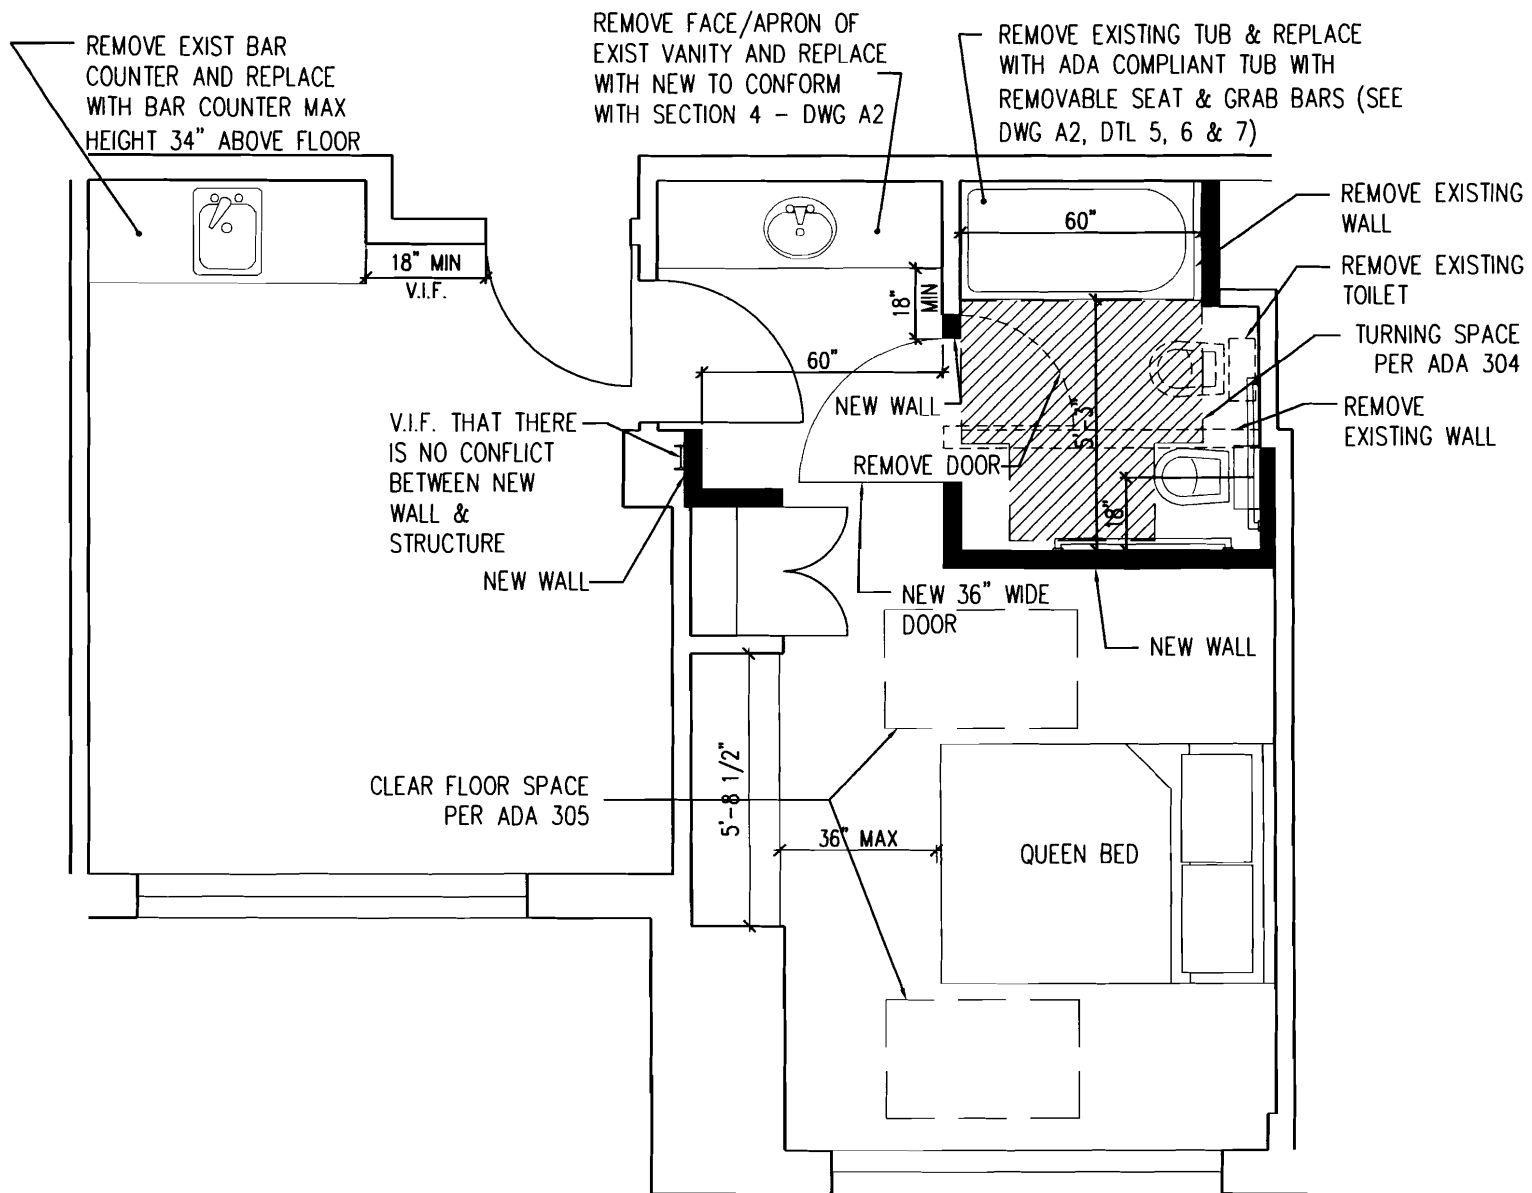 REMOVE EXIST BAR
COUNTER AND REPLACE
WITH BAR COUNTER MAX
HEIGHT 34" ABOVE FLOOR
REMOVE FACE/APRON OF
EXIST VANITY AND REPLACE
WITH NEW TO CONFORM
WITH SECTION 4 - DWG A2
REMOVE EXISTING TUB & REPLACE
WITH ADA COMPLIANT TUB WITH
REMOVABLE SEAT & GRAB BARS (SEE
DWG A2, DTL 5, 6 & 7)
REMOVE EXISTING
WALL
60"
18" MIN
V.I.F.
18"
MIN
REMOVE EXISTING
TOILET
TURNING SPACE
PER ADA 304
60"
NEW WALL
5'-3"
REMOVE
EXISTING WALL
V.I.F. THAT THERE
IS NO CONFLICT
BETWEEN NEW
WALL &
STRUCTURE
REMOVE DOOR
18"
NEW WALL
NEW 36" WIDE
DOOR
NEW WALL
5'-8 1/2"
CLEAR FLOOR SPACE
PER ADA 305
36" MAX
QUEEN BED